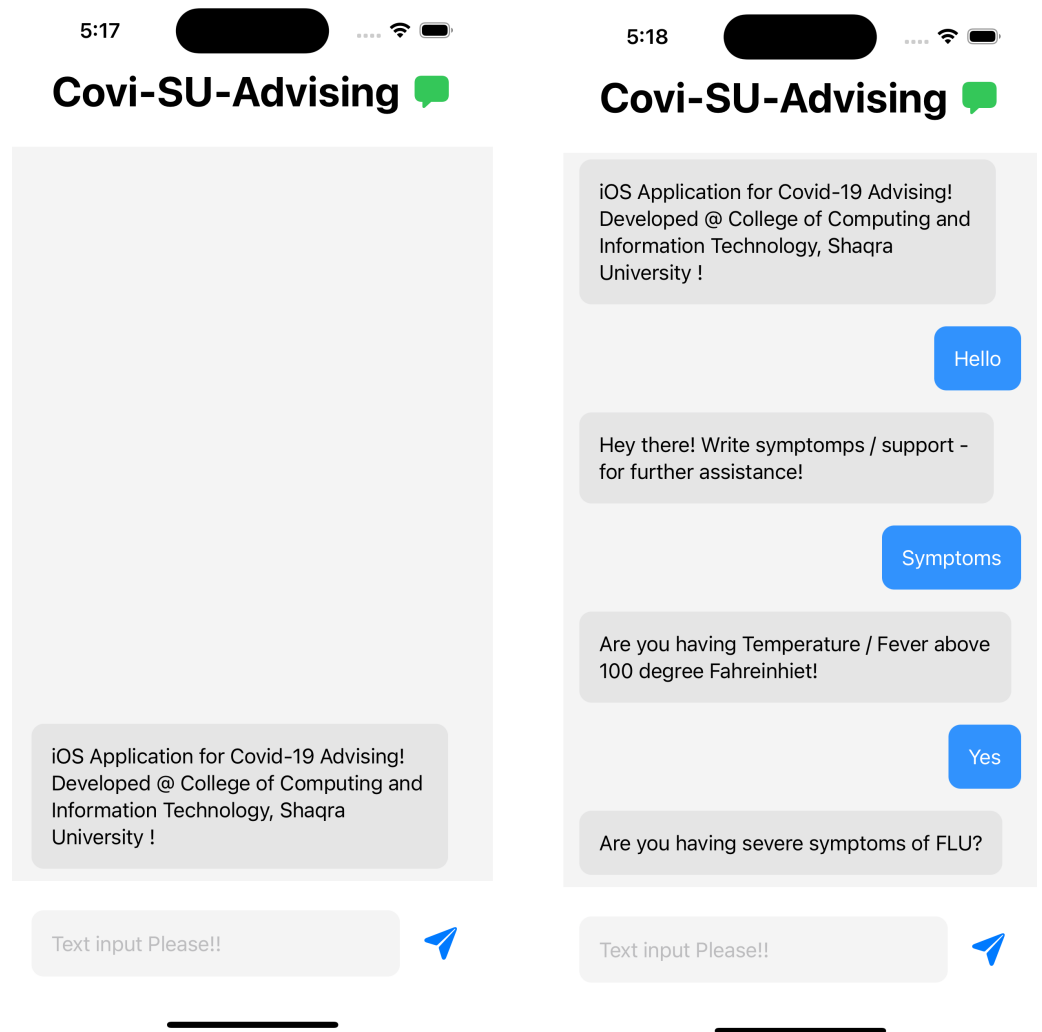 5:17
Covi-SU-Advising
iOS Application for Covid-19 Advising!
Developed @ College of Computing and
Information Technology, Shaqra
University !
Text input Please!!
5:18
Covi-SU-Advising
iOS Application for Covid-19 Advising!
Developed @ College of Computing and
Information Technology, Shaqra
University !
Hello
Hey there! Write symptomps / support -
for further assistance!
Symptoms
Are you having Temperature / Fever above
100 degree Fahreinhiet!
Yes
Are you having severe symptoms of FLU?
Text input Please!!